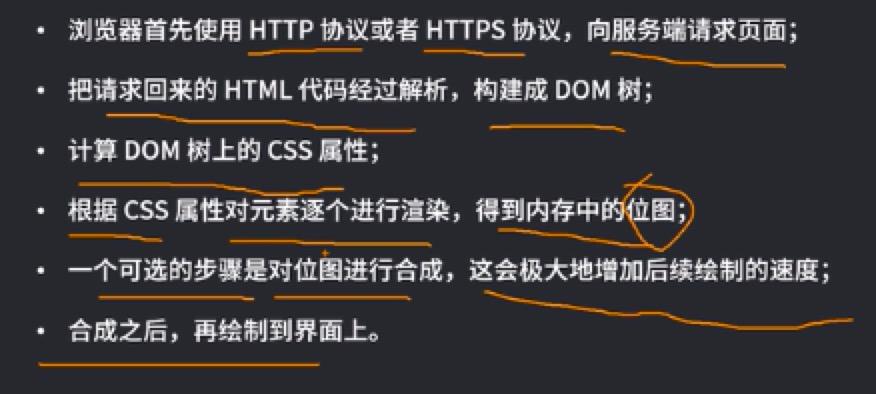 • 浏览器首先使用 HTTP 协议或者 HTTPS 协议，向服务端请求页面；
• 把请求回来的 HTML 代码经过解析，构建成 DOM 树；
• 计算 DOM 树上的 CSS 属性；
• 根据 CSS 属性对元素逐个进行渲染，得到内存中的位图；
• 一个可选的步骤是对位图进行合成，这会极大地增加后续绘制的速度；
• 合成之后，再绘制到界面上。